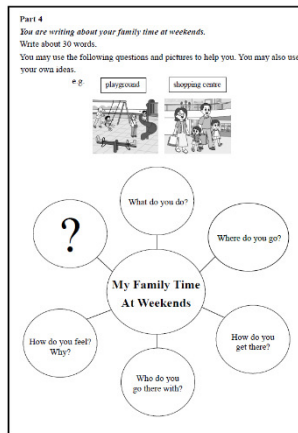 Part 4
You are writing about your family time at weekends.
Write about 30 words.
You may use the following questions and pictures to help you. You may also use
your own ideas.
e.g.
playground
shopping centre
What do you do?
?
Where do you go?
My Family Time
At Weekends
How do you feel?
Why?
How do you
get there?
Who do you
go there with?